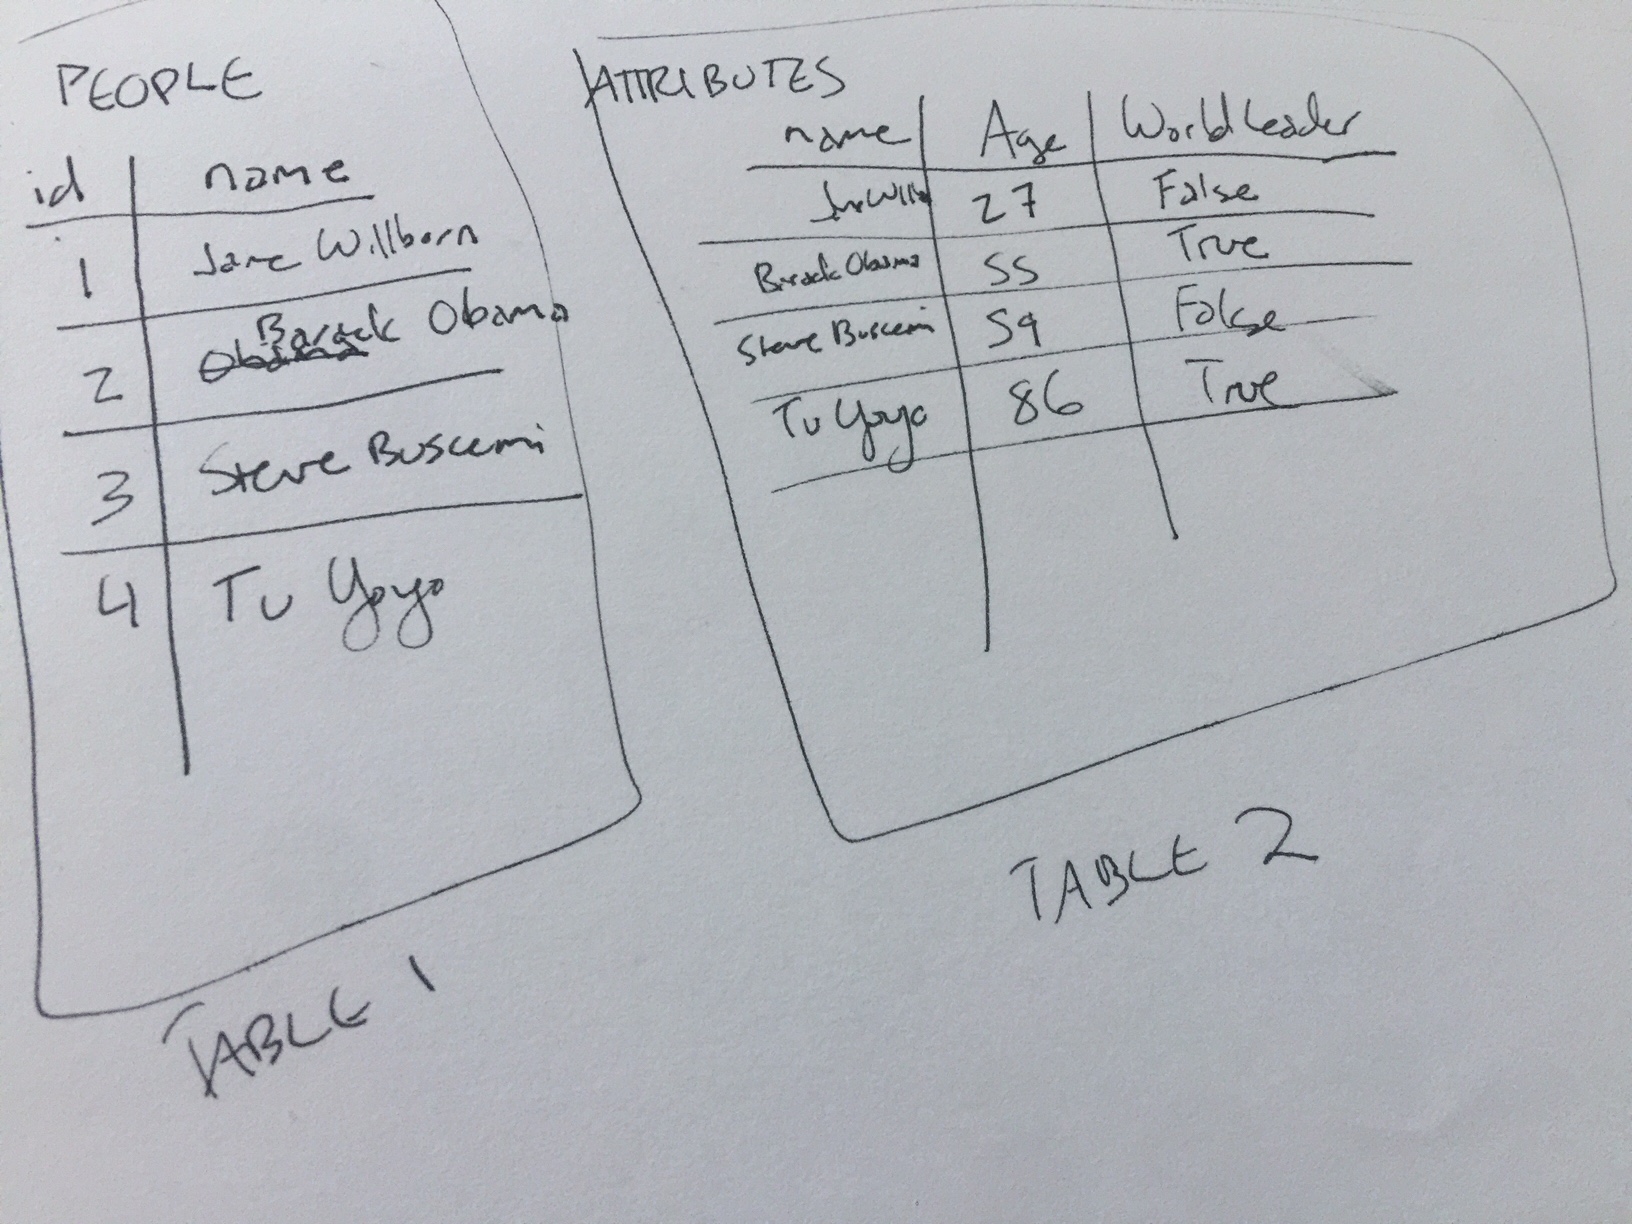 PEOPLE
id name
1 Jane Willborn
2 Barack Obama
3 Steve Buscemi
4 Tu Yoyo
TABLE 1
ATTRIBUTES
name Age World Leader
27 False
Barack Obama 55 True
Steve Buscemi 59 False
Tu Yoyo 86 True
TABLE 2